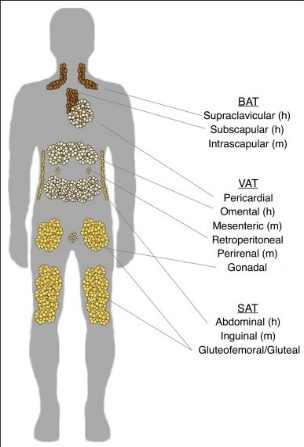 BAT
Supraclavicular (h)
Subscapular (h)
Intrascapular (m)
VAT
Pericardial
Omental (h)
Mesenteric (m)
Retroperitoneal
Perirenal (m)
Gonadal
SAT
Abdominal (h)
Inguinal (m)
Gluteofemoral/Gluteal